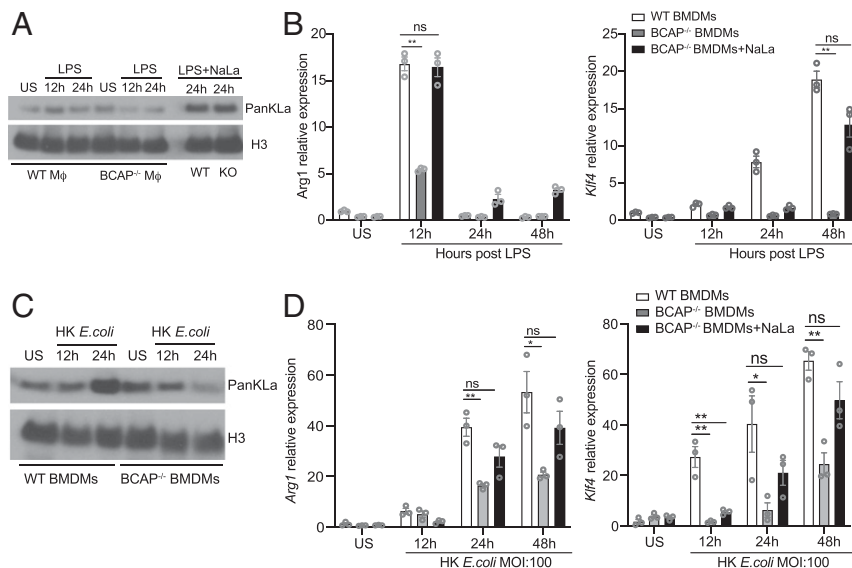 A
LPS LPS LPS+NaLa
US 12h 24h US 12h 24h 24h 24h
PanKLa
H3
WT Mϕ BCAP-/- Mϕ WT KO
B
WT BMDMs
BCAP-/- BMDMs
BCAP-/- BMDMs+NaLa
Arg1 relative expression
20
15
10
5
0
ns
**
US 12h 24h 48h
Hours post LPS
Klf4 relative expression
25
20
15
10
5
0
ns
**
US 12h 24h 48h
Hours post LPS
C
HK E.coli HK E.coli
US 12h 24h US 12h 24h
PanKLa
H3
WT BMDMs BCAP-/- BMDMs
D
WT BMDMs
BCAP-/- BMDMs
BCAP-/- BMDMs+NaLa
Arg1 relative expression
80
60
40
20
0
ns
**
ns
*
US 12h 24h 48h
HK E.coli MOI:100
Klf4 relative expression
80
60
40
20
0
**
**
ns
*
ns
**
US 12h 24h 48h
HK E.coli MOI:100